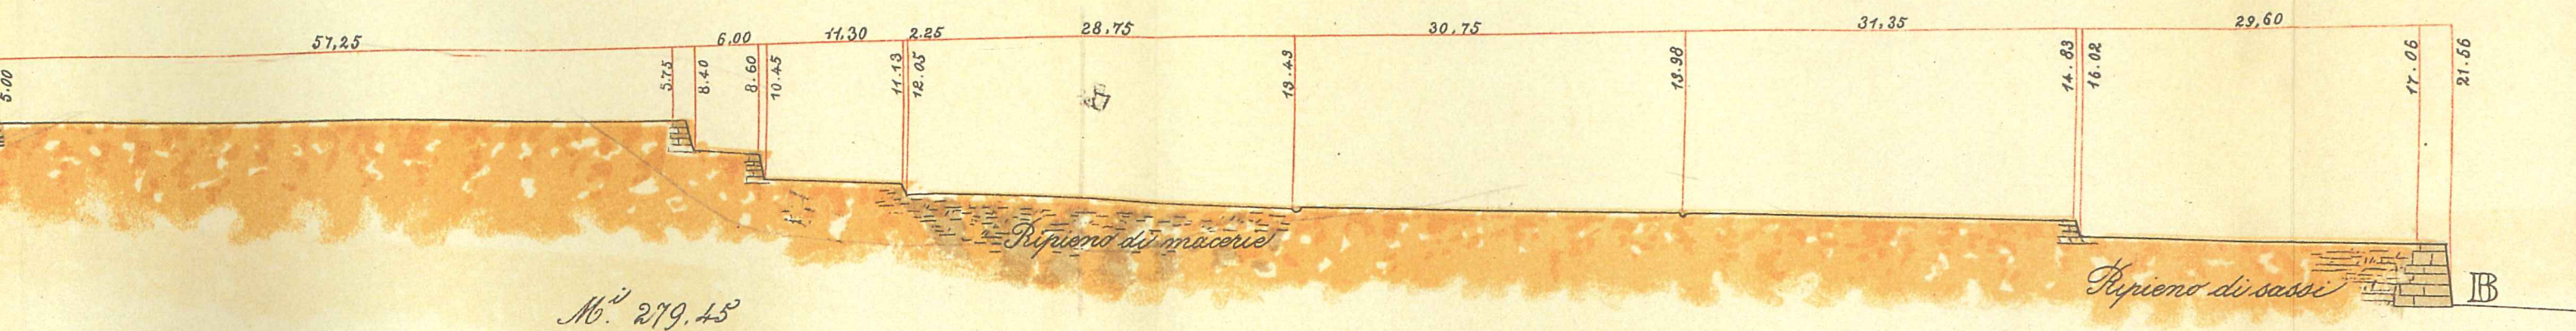 57,25 6,00 11,30 2.25 28,75 30,75 31,35 29,60
5.00 5.75 8.40 8.60 10.45 11.13 12.05 13.49 13.98 14.83 16.02 17.06 21.56
Ripieno di macerie
Ripieno di sassi B
M.i 279.45